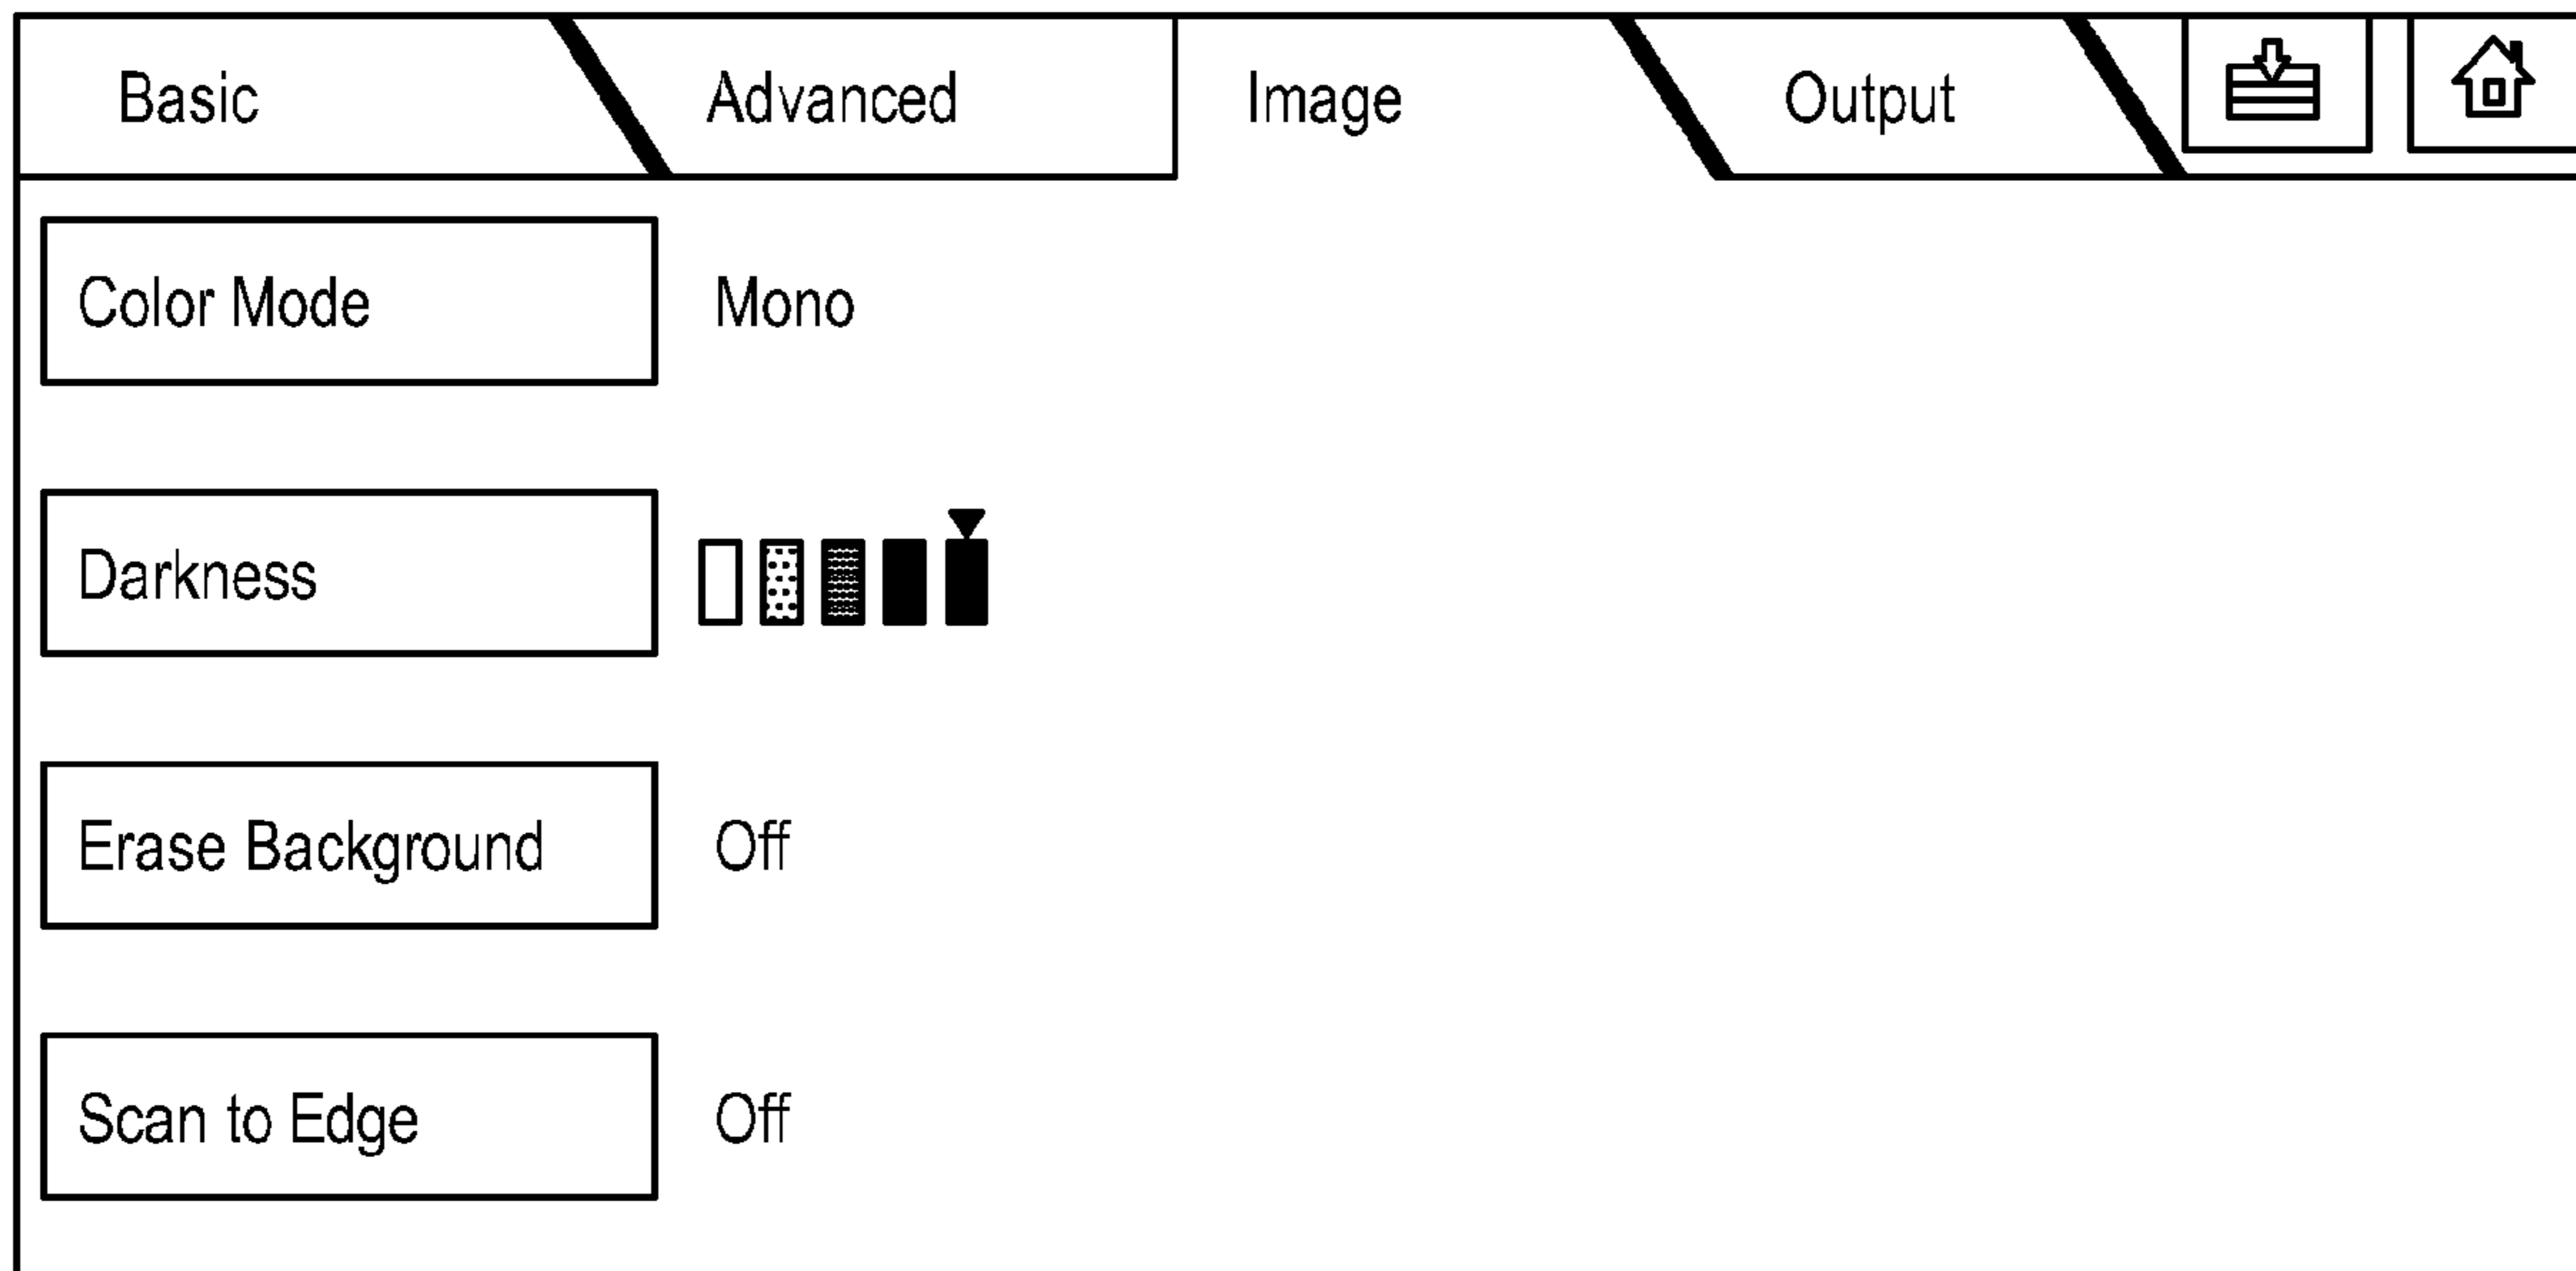 Basic Advanced Image Output
Color Mode Mono
Darkness
Erase Background Off
Scan to Edge Off